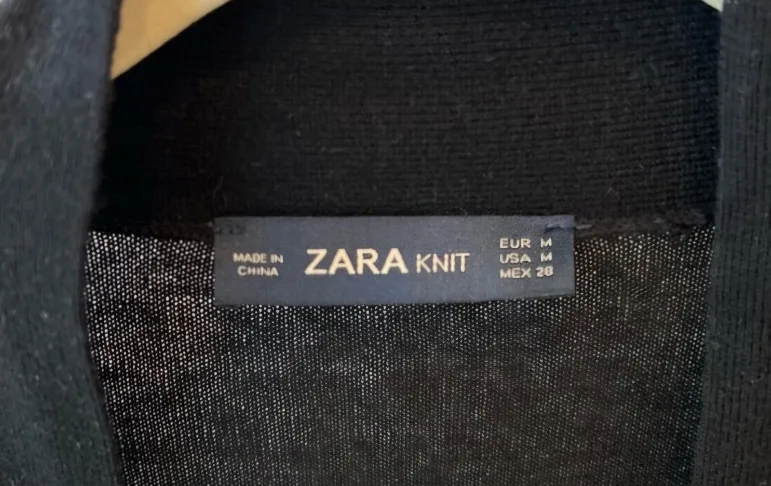 MADE IN
CHINA
ZARA KNIT
EUR M
USA M
MEX 28